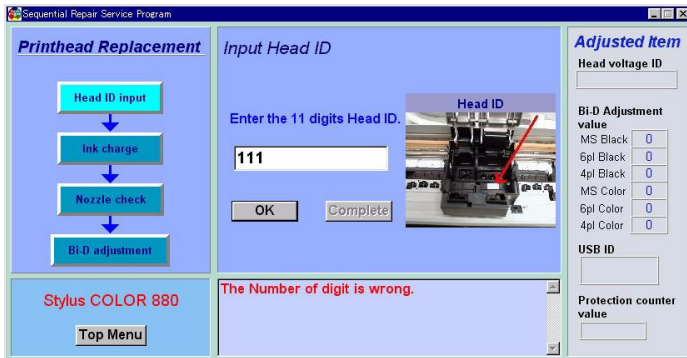 Sequential Repair Service Program
Printhead Replacement
Head ID input
Ink charge
Nozzle check
Bi-D adjustment
Stylus COLOR 880
Top Menu
Input Head ID
Enter the 11 digits Head ID.
111
OK
Complete
Head ID
The Number of digit is wrong.
Adjusted Item
Head voltage ID
Bi-D Adjustment
value
MS Black 0
6pl Black 0
4pl Black 0
MS Color 0
6pl Color 0
4pl Color 0
USB ID
Protection counter
value